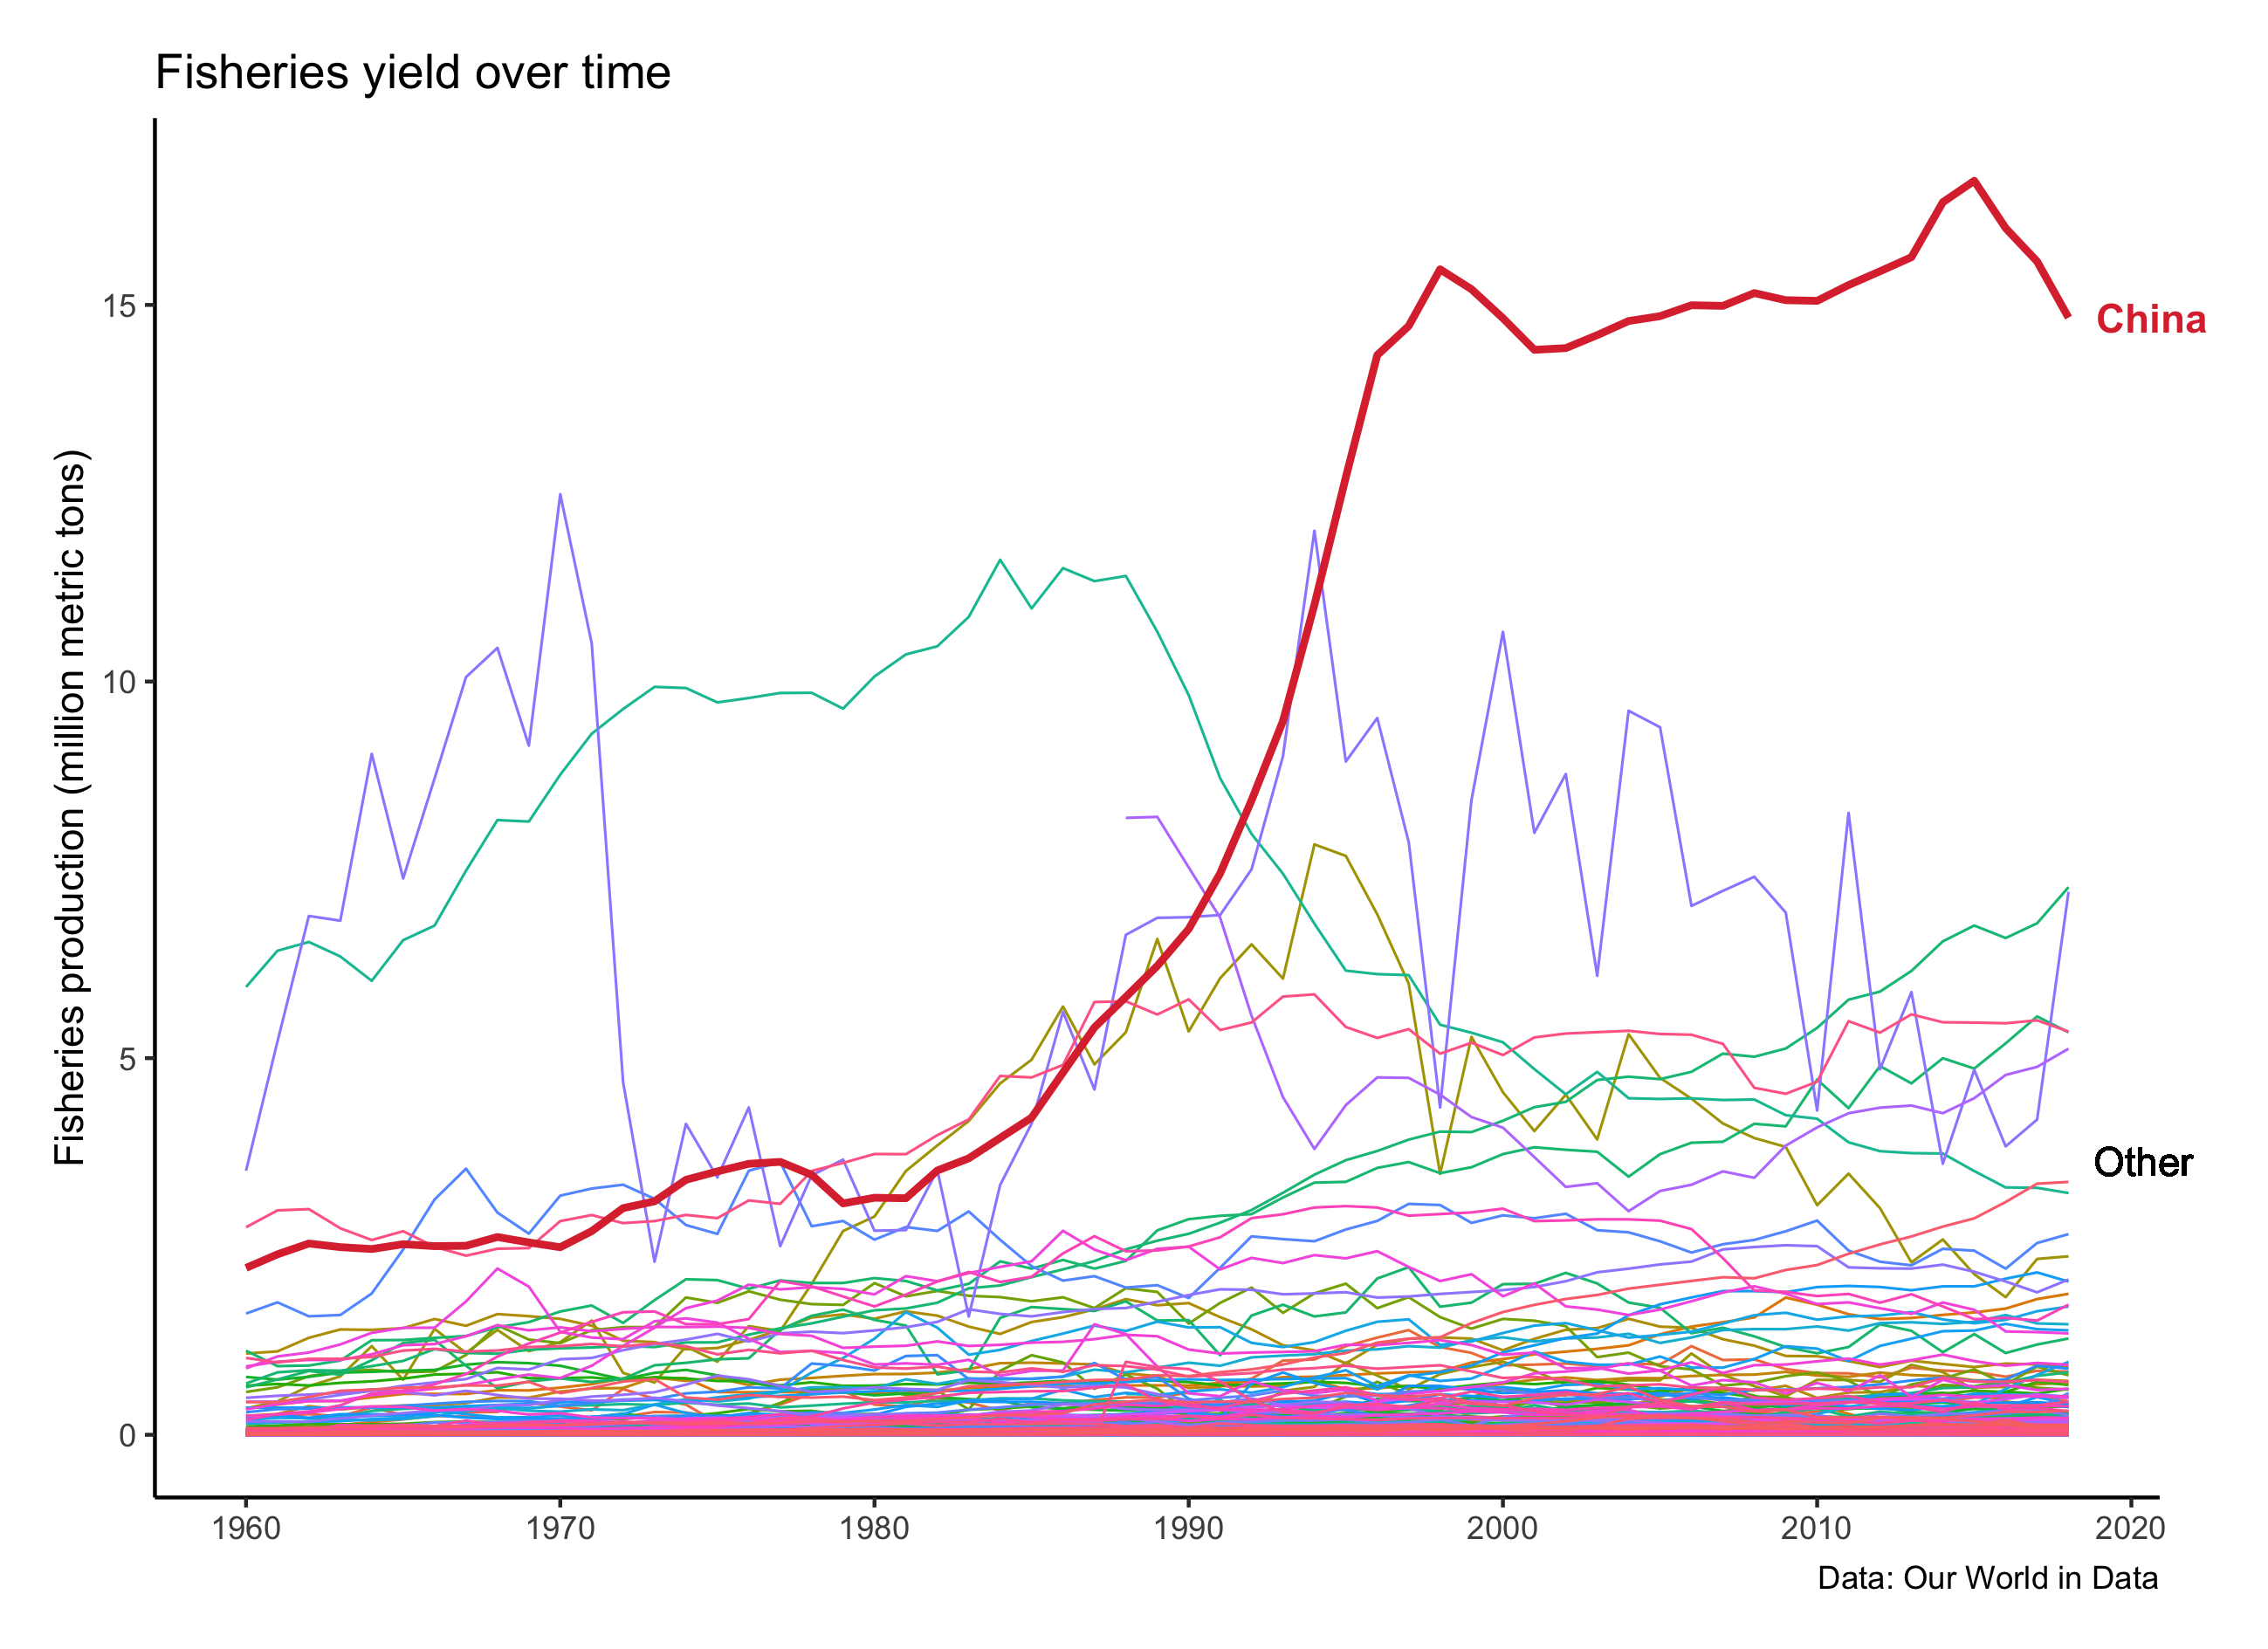 Fisheries yield over time
Fisheries production (million metric tons)
15
10
5
0
China
Other
1960 1970 1980 1990 2000 2010 2020
Data: Our World in Data